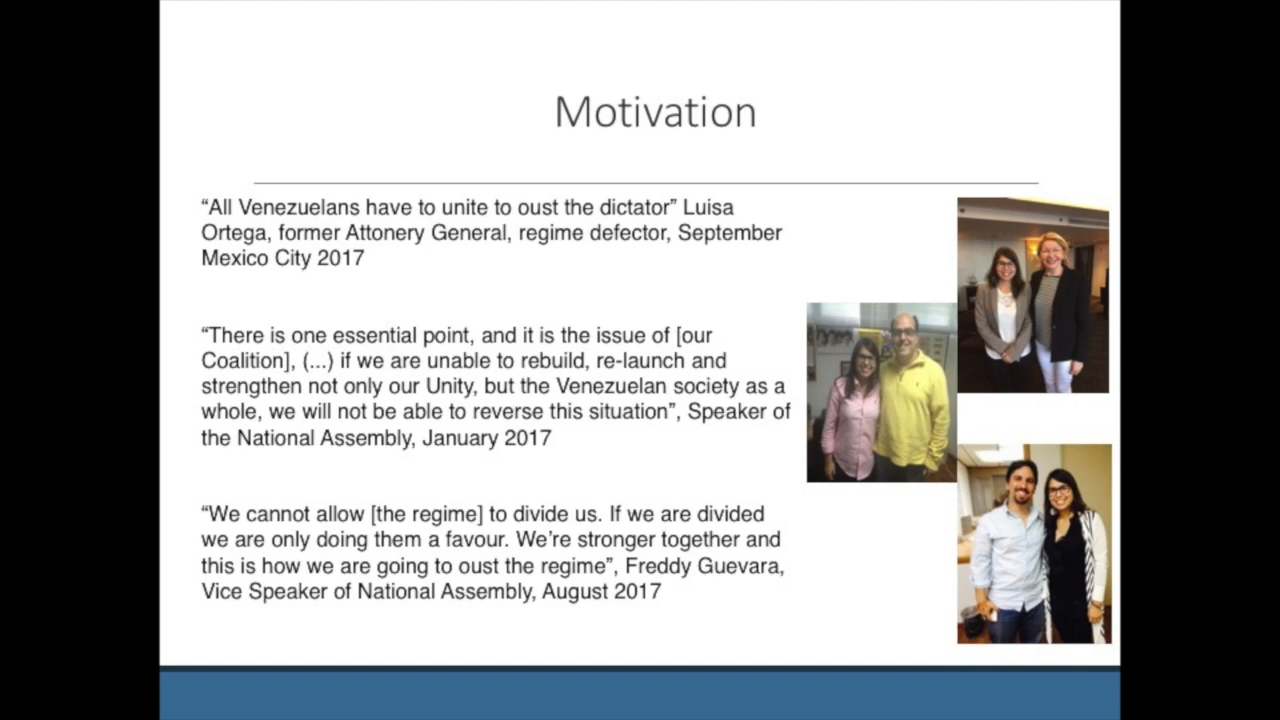 Motivation
“All Venezuelans have to unite to oust the dictator” Luisa
Ortega, former Attonery General, regime defector, September
Mexico City 2017
“There is one essential point, and it is the issue of [our
Coalition], (...) if we are unable to rebuild, re-launch and
strengthen not only our Unity, but the Venezuelan society as a
whole, we will not be able to reverse this situation”, Speaker of
the National Assembly, January 2017
“We cannot allow [the regime] to divide us. If we are divided
we are only doing them a favour. We’re stronger together and
this is how we are going to oust the regime”, Freddy Guevara,
Vice Speaker of National Assembly, August 2017